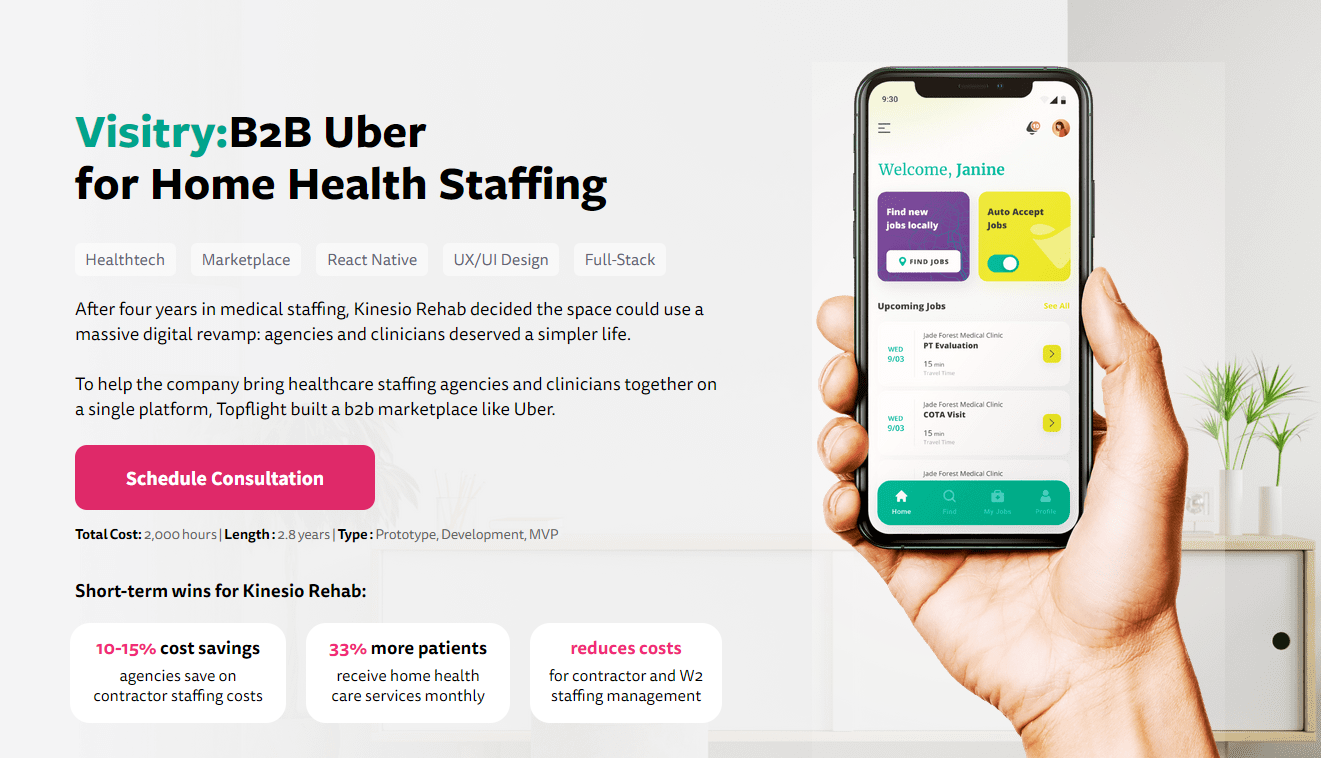 Visitry:B2B Uber
for Home Health Staffing
Healthtech
Marketplace
React Native
UX/UI Design
Full-Stack
After four years in medical staffing, Kinesio Rehab decided the space could use a
massive digital revamp: agencies and clinicians deserved a simpler life.
To help the company bring healthcare staffing agencies and clinicians together on
a single platform, Topflight built a b2b marketplace like Uber.
Schedule Consultation
Total Cost: 2,000 hours | Length : 2.8 years | Type : Prototype, Development, MVP
Short-term wins for Kinesio Rehab:
10-15% cost savings
agencies save on
contractor staffing costs
33% more patients
receive home health
care services monthly
reduces costs
for contractor and W2
staffing management
9:30
Welcome, Janine
Find new
jobs locally
FIND JOBS
Auto Accept
Jobs
Upcoming Jobs
See All
WED
9/03
Jade Forest Medical Clinic
PT Evaluation
15 min
Travel Time
WED
9/03
Jade Forest Medical Clinic
COTA Visit
15 min
Travel Time
Jade Forest Medical Clinic
Home
Find
My Jobs
Profile